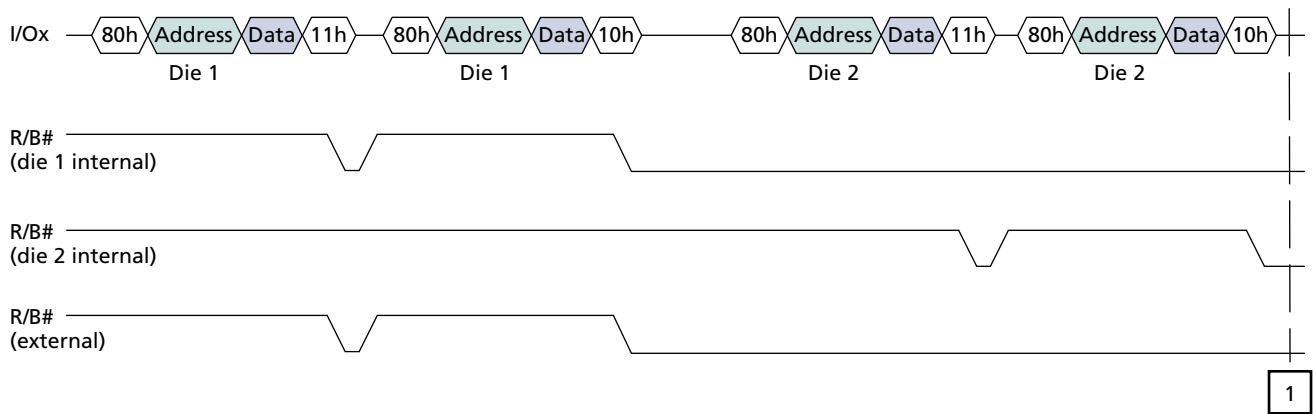 I/Ox 80h Address Data 11h 80h Address Data 10h 80h Address Data 11h 80h Address Data 10h
Die 1 Die 1 Die 2 Die 2
R/B#
(die 1 internal)
R/B#
(die 2 internal)
R/B#
(external)
1